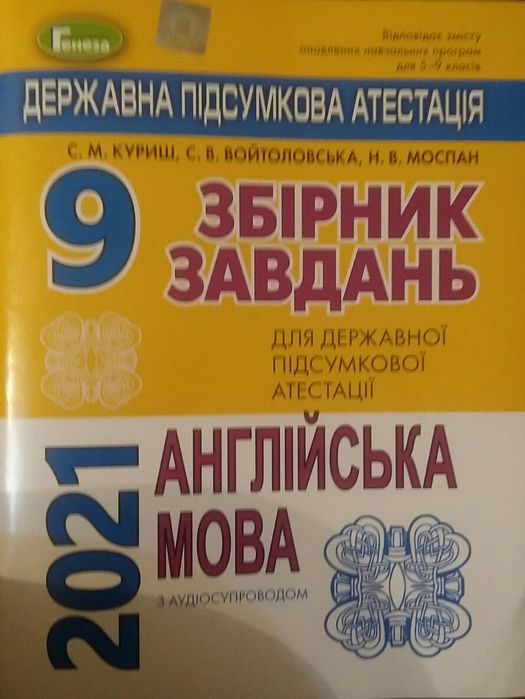 Генеза
Відповідає змісту
оновлених навчальних програм
для 5–9 класів
ДЕРЖАВНА ПІДСУМКОВА АТЕСТАЦІЯ
С. М. КУРИШ, С. В. ВОЙТОЛОВСЬКА, Н. В. МОСПАН
9
ЗБІРНИК
ЗАВДАНЬ
ДЛЯ ДЕРЖАВНОЇ
ПІДСУМКОВОЇ
АТЕСТАЦІЇ
2021
АНГЛІЙСЬКА
МОВА
З АУДІОСУПРОВОДОМ